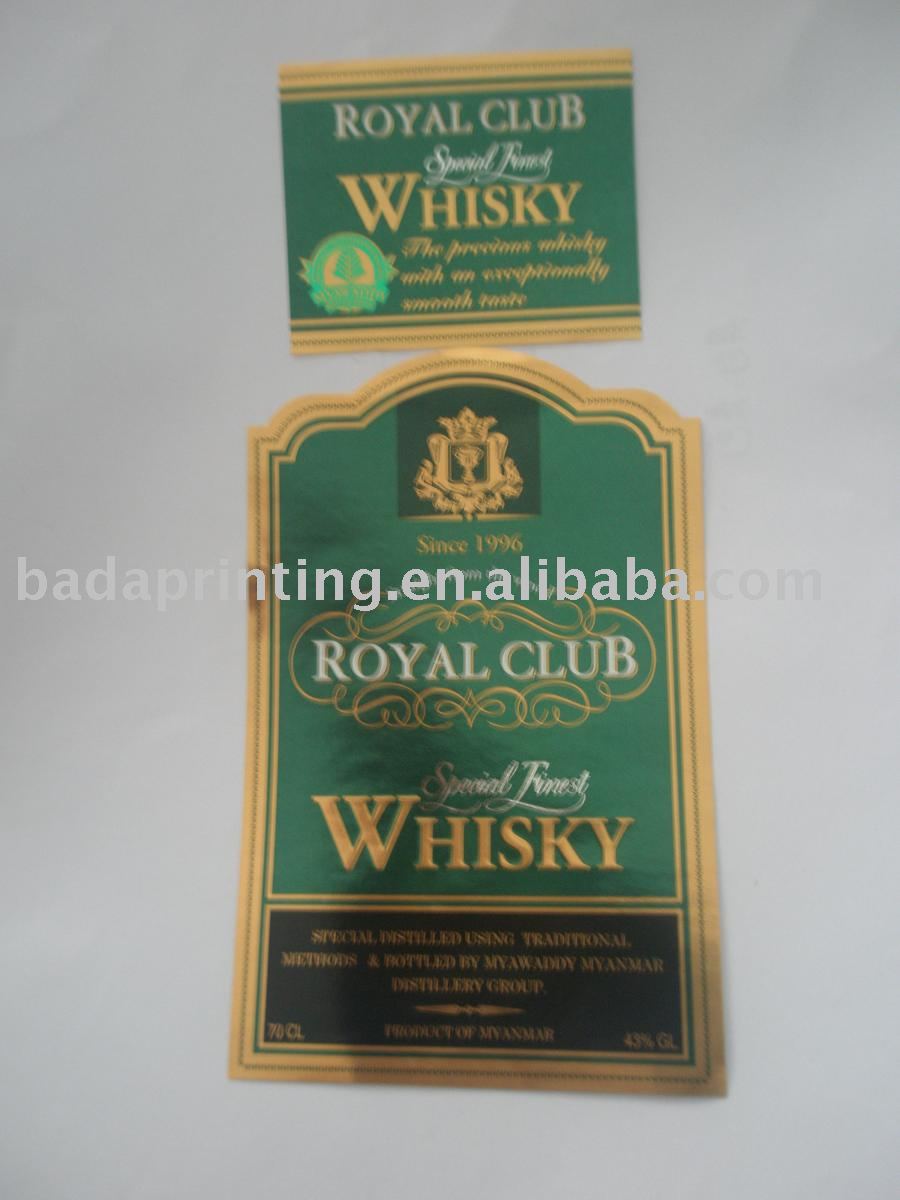 ROYAL CLUB
Special Finest
WHISKY
The precious whisky
with an exceptionally
smooth taste
Since 1996
badaprinting.en.alibaba.com
ROYAL CLUB
Special Finest
WHISKY
SPECIAL DISTILLED USING TRADITIONAL
METHODS & BOTTLED BY MYAWADDY MYANMAR
DISTILLERY GROUP.
PRODUCT OF MYANMAR
70 CL
43% GL